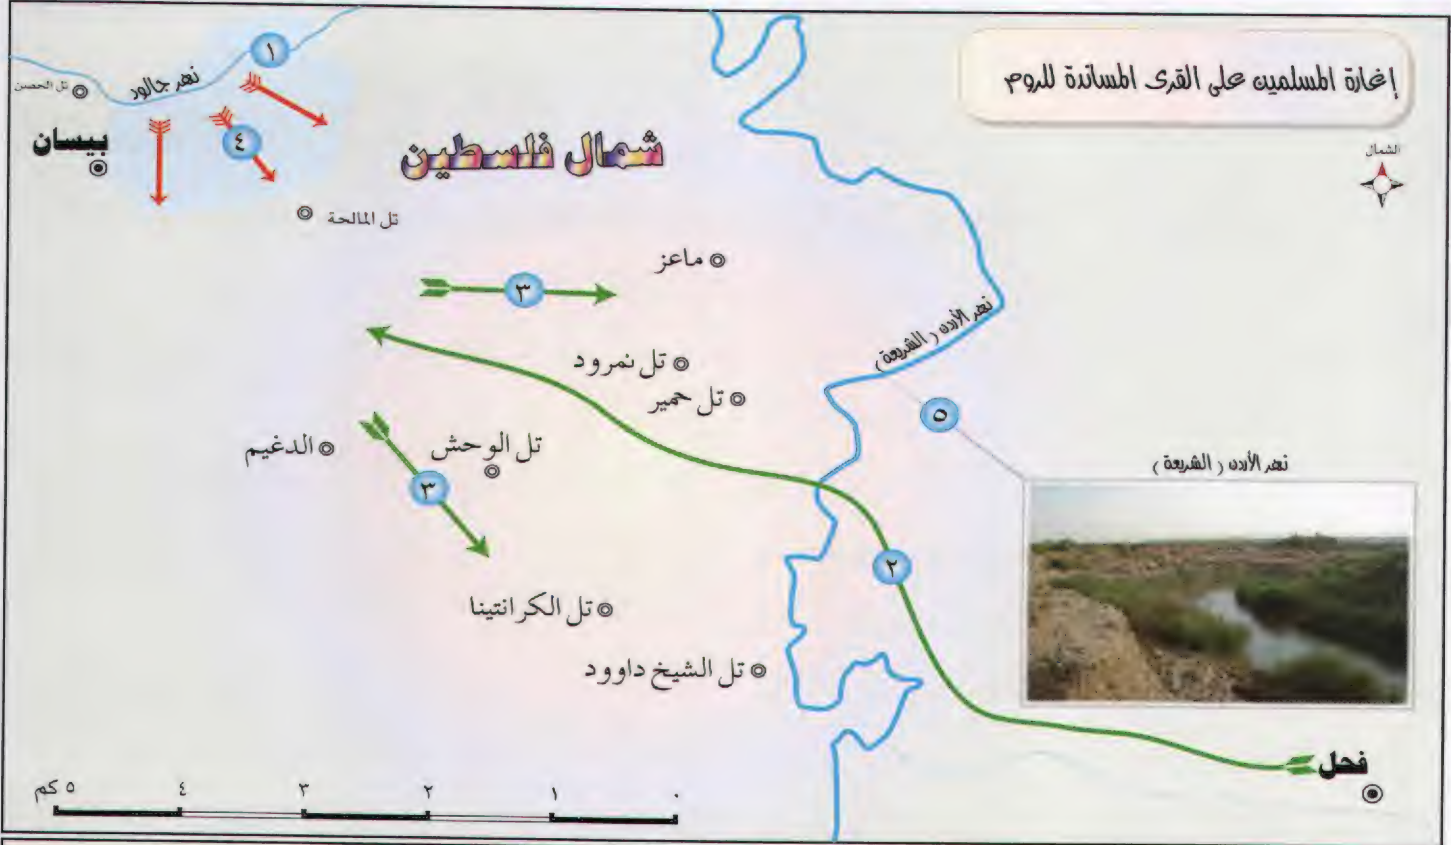 إغارة المسلمين على القرى المساندة للروم
الشمال
شمال فلسطين
١
نهر جالود
تل الحصن
بيسان
٤
تل المالحة
ماعز
٣
نهر الأردن ( الشريعة )
تل نمرود
تل حمير
٥
تل الوحش
الدغيم
٣
نهر الأردن ( الشريعة )
٢
تل الكرانتينا
تل الشيخ داوود
فحل
٠ ١ ٢ ٣ ٤ ٥ كم